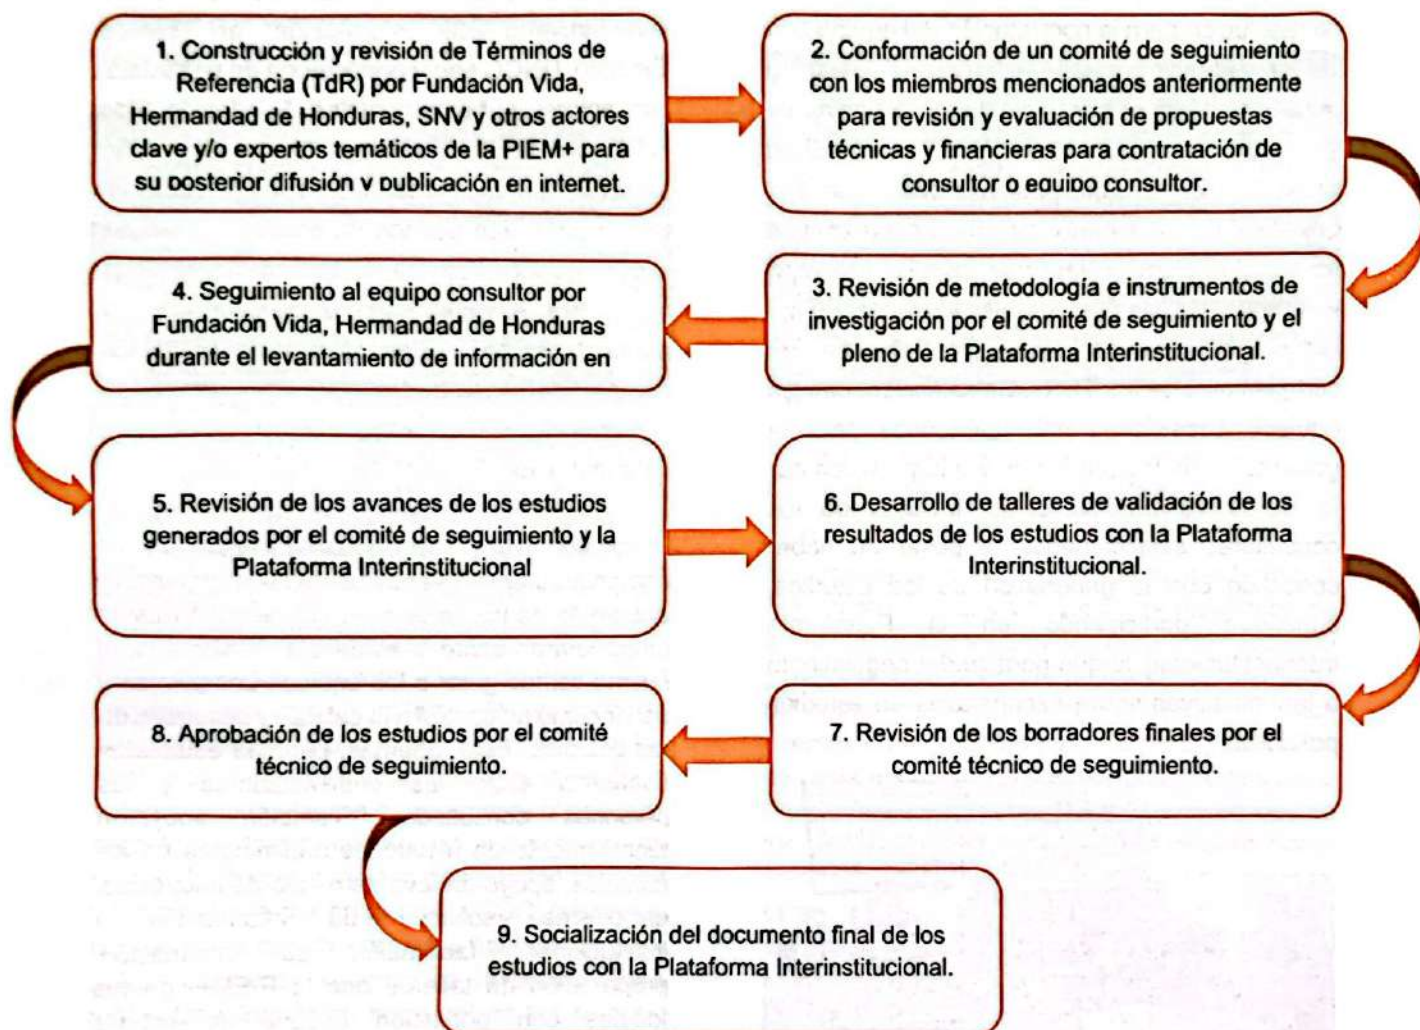 1. Construcción y revisión de Términos de
Referencia (TdR) por Fundación Vida,
Hermandad de Honduras, SNV y otros actores
clave y/o expertos temáticos de la PIEM+ para
su posterior difusión y publicación en internet.
2. Conformación de un comité de seguimiento
con los miembros mencionados anteriormente
para revisión y evaluación de propuestas
técnicas y financieras para contratación de
consultor o equipo consultor.
3. Revisión de metodología e instrumentos de
investigación por el comité de seguimiento y el
pleno de la Plataforma Interinstitucional.
4. Seguimiento al equipo consultor por
Fundación Vida, Hermandad de Honduras
durante el levantamiento de información en
5. Revisión de los avances de los estudios
generados por el comité de seguimiento y la
Plataforma Interinstitucional
6. Desarrollo de talleres de validación de los
resultados de los estudios con la Plataforma
Interinstitucional.
7. Revisión de los borradores finales por el
comité técnico de seguimiento.
8. Aprobación de los estudios por el comité
técnico de seguimiento.
9. Socialización del documento final de los
estudios con la Plataforma Interinstitucional.